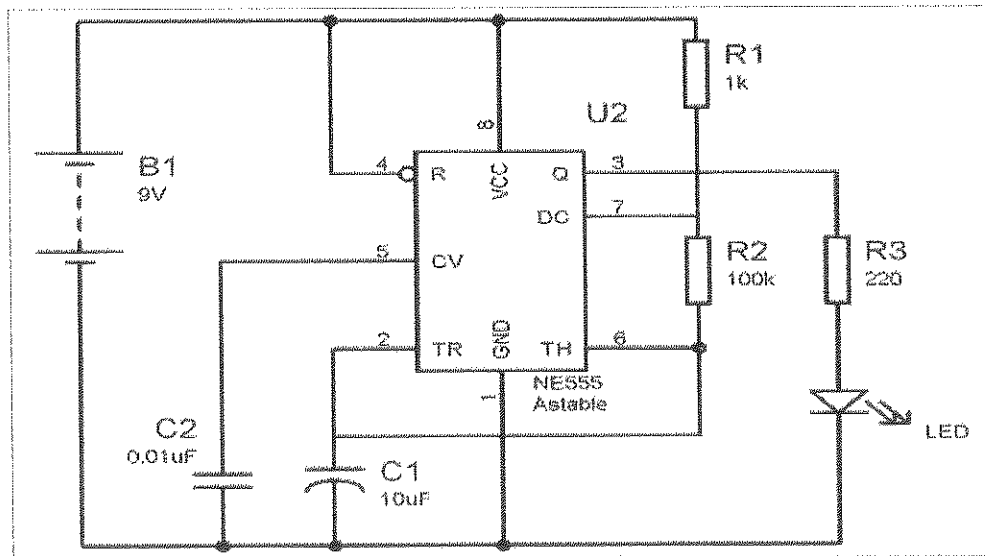 R1
1k
U2
8
B1
9V
4
R
VCC
Q
3
DC
7
5
CV
R2
100k
R3
220
2
TR
GND
TH
6
1
NE555
Astable
LED
C2
0.01uF
C1
10uF